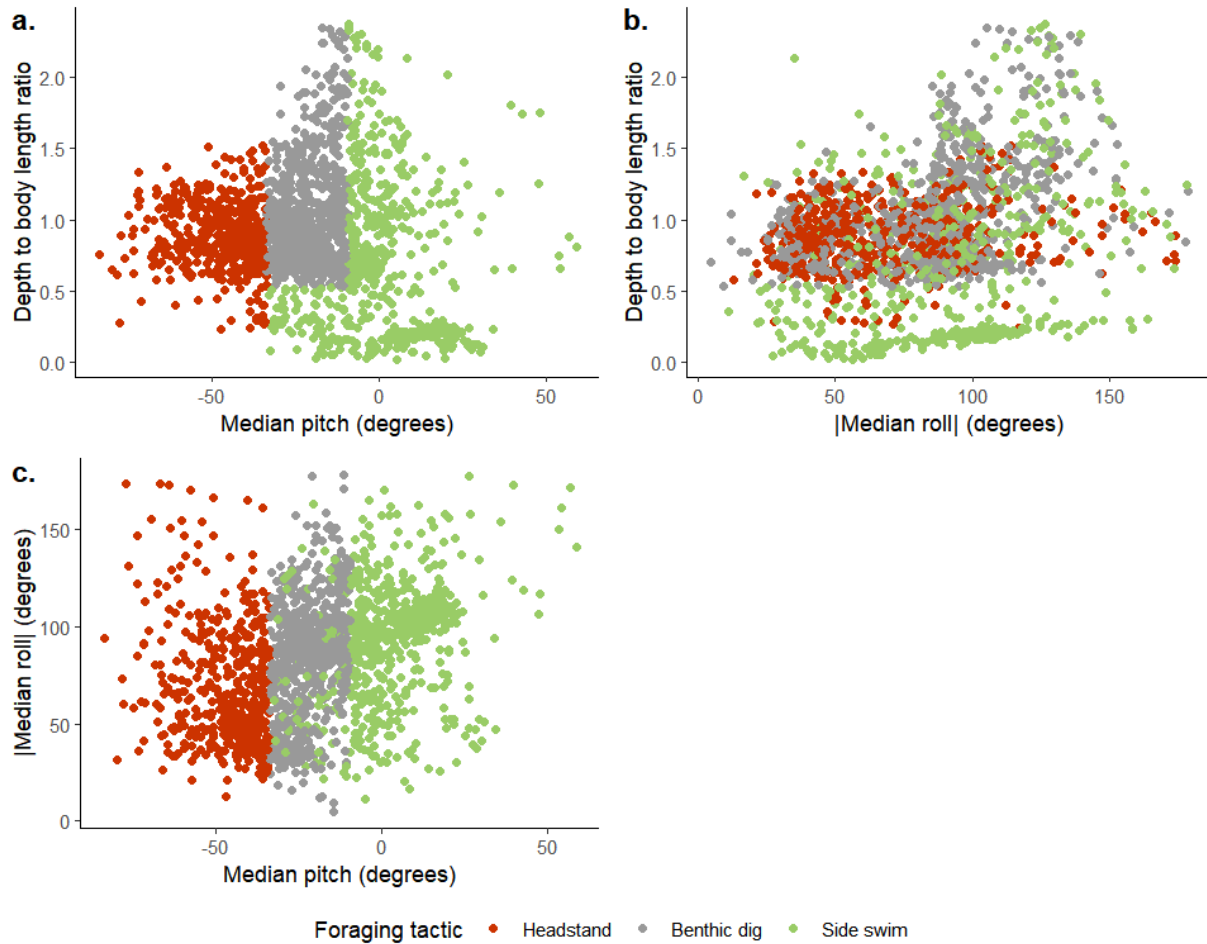 a.
Depth to body length ratio
2.0
1.5
1.0
0.5
0.0
-50 0 50
Median pitch (degrees)
b.
Depth to body length ratio
2.0
1.5
1.0
0.5
0.0
0 50 100 150
|Median roll| (degrees)
c.
|Median roll| (degrees)
150
100
50
0
-50 0 50
Median pitch (degrees)
Foraging tactic Headstand Benthic dig Side swim